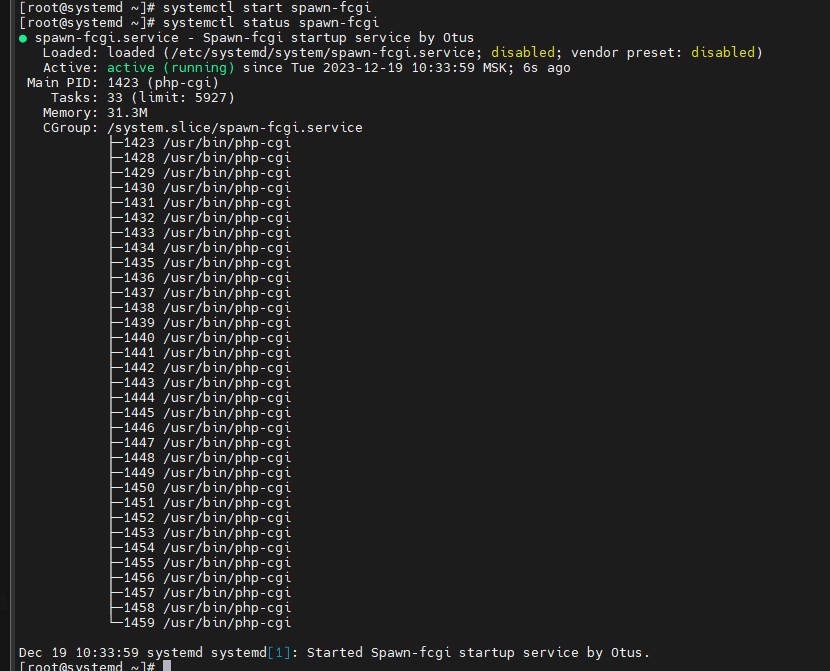 [root@systemd ~]# systemctl start spawn-fcgi
[root@systemd ~]# systemctl status spawn-fcgi
● spawn-fcgi.service - Spawn-fcgi startup service by Otus
   Loaded: loaded (/etc/systemd/system/spawn-fcgi.service; disabled; vendor preset: disabled)
   Active: active (running) since Tue 2023-12-19 10:33:59 MSK; 6s ago
 Main PID: 1423 (php-cgi)
    Tasks: 33 (limit: 5927)
   Memory: 31.3M
   CGroup: /system.slice/spawn-fcgi.service
           ├─1423 /usr/bin/php-cgi
           ├─1428 /usr/bin/php-cgi
           ├─1429 /usr/bin/php-cgi
           ├─1430 /usr/bin/php-cgi
           ├─1431 /usr/bin/php-cgi
           ├─1432 /usr/bin/php-cgi
           ├─1433 /usr/bin/php-cgi
           ├─1434 /usr/bin/php-cgi
           ├─1435 /usr/bin/php-cgi
           ├─1436 /usr/bin/php-cgi
           ├─1437 /usr/bin/php-cgi
           ├─1438 /usr/bin/php-cgi
           ├─1439 /usr/bin/php-cgi
           ├─1440 /usr/bin/php-cgi
           ├─1441 /usr/bin/php-cgi
           ├─1442 /usr/bin/php-cgi
           ├─1443 /usr/bin/php-cgi
           ├─1444 /usr/bin/php-cgi
           ├─1445 /usr/bin/php-cgi
           ├─1446 /usr/bin/php-cgi
           ├─1447 /usr/bin/php-cgi
           ├─1448 /usr/bin/php-cgi
           ├─1449 /usr/bin/php-cgi
           ├─1450 /usr/bin/php-cgi
           ├─1451 /usr/bin/php-cgi
           ├─1452 /usr/bin/php-cgi
           ├─1453 /usr/bin/php-cgi
           ├─1454 /usr/bin/php-cgi
           ├─1455 /usr/bin/php-cgi
           ├─1456 /usr/bin/php-cgi
           ├─1457 /usr/bin/php-cgi
           ├─1458 /usr/bin/php-cgi
           └─1459 /usr/bin/php-cgi
Dec 19 10:33:59 systemd systemd[1]: Started Spawn-fcgi startup service by Otus.
[root@systemd ~]#